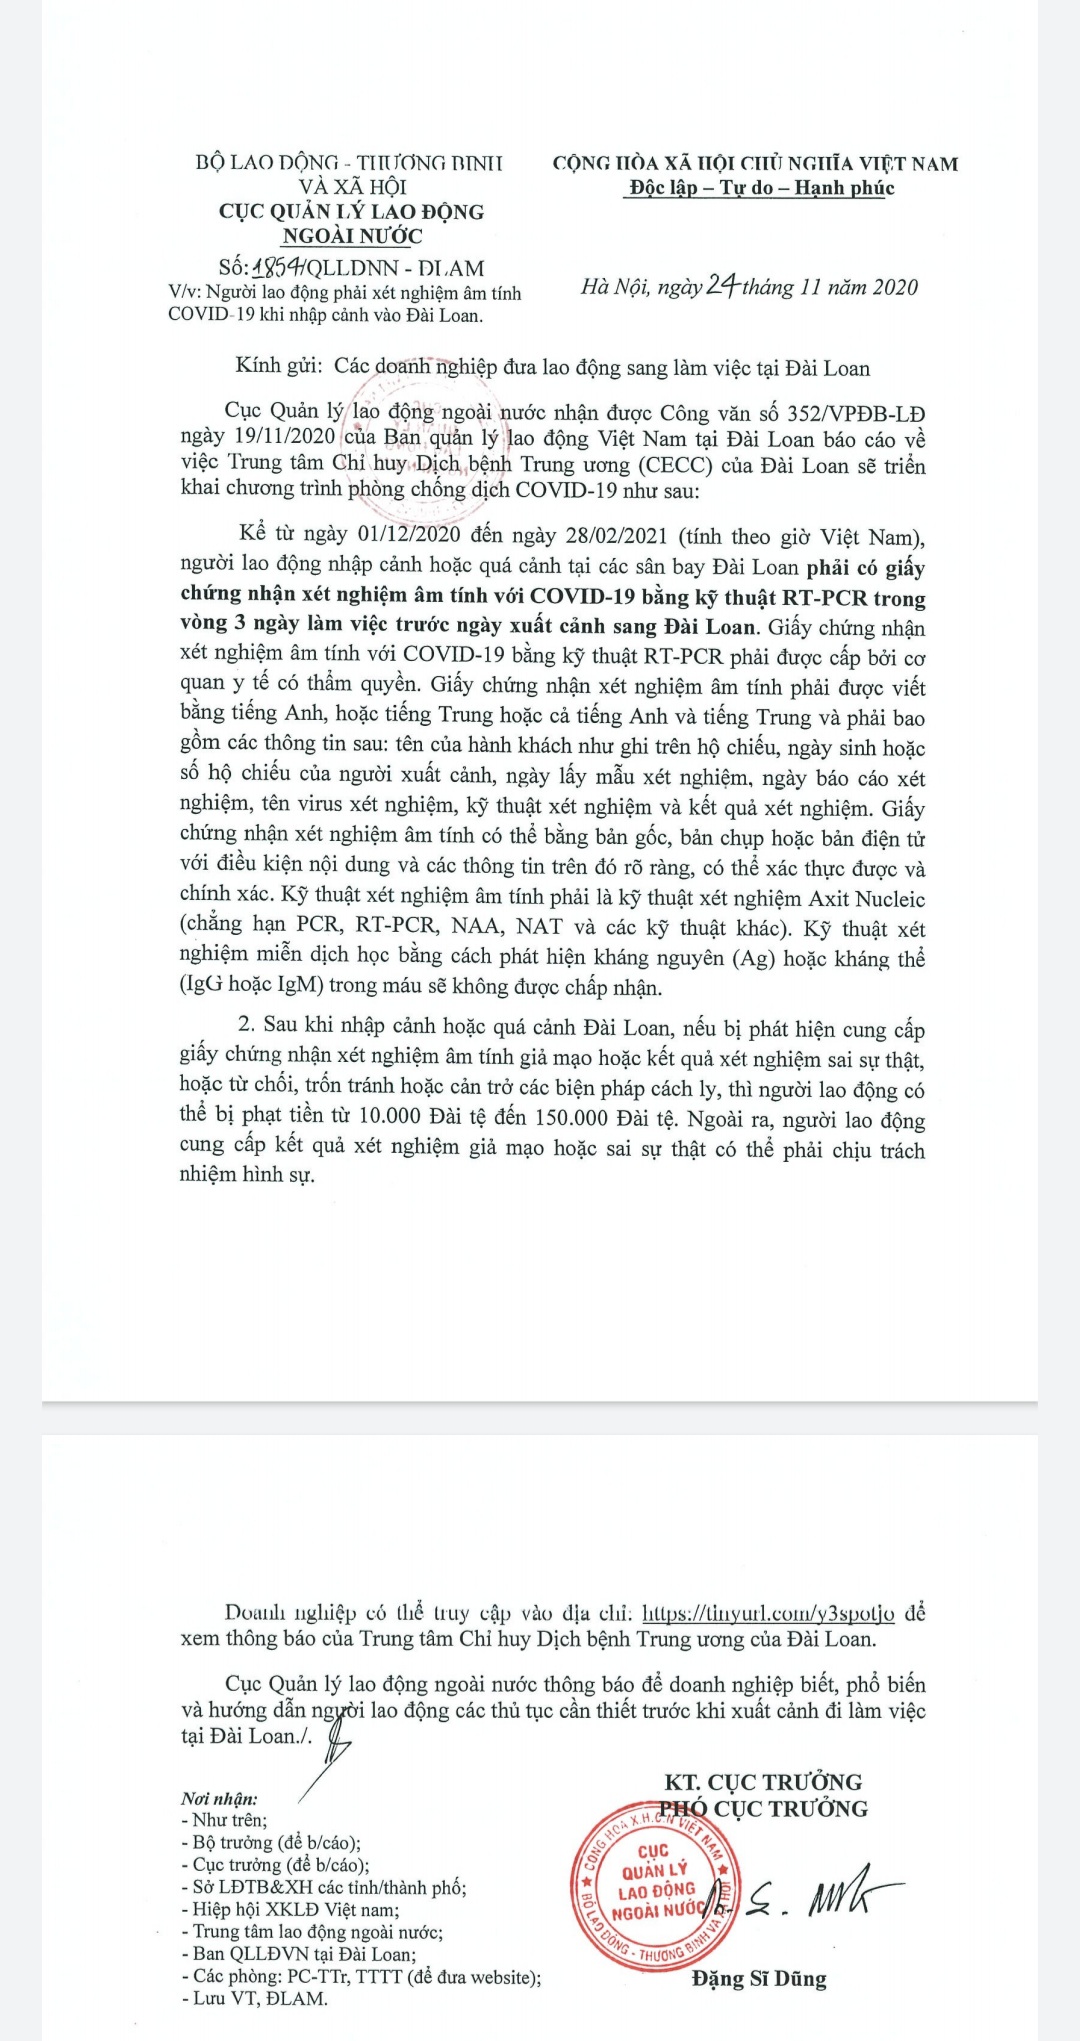 BỘ LAO ĐỘNG - THƯƠNG BINH
VÀ XÃ HỘI
CỤC QUẢN LÝ LAO ĐỘNG
NGOÀI NƯỚC
Số: 1854/QLLDNN - DLAM
V/v: Người lao động phải xét nghiệm âm tính
COVID-19 khi nhập cảnh vào Đài Loan.
CỘNG HÒA XÃ HỘI CHỦ NGHĨA VIỆT NAM
Độc lập – Tự do – Hạnh phúc
Hà Nội, ngày 24 tháng 11 năm 2020
Kính gửi: Các doanh nghiệp đưa lao động sang làm việc tại Đài Loan
Cục Quản lý lao động ngoài nước nhận được Công văn số 352/VPĐB-LĐ
ngày 19/11/2020 của Ban quản lý lao động Việt Nam tại Đài Loan báo cáo về
việc Trung tâm Chỉ huy Dịch bệnh Trung ương (CECC) của Đài Loan sẽ triển
khai chương trình phòng chống dịch COVID-19 như sau:
Kể từ ngày 01/12/2020 đến ngày 28/02/2021 (tính theo giờ Việt Nam),
người lao động nhập cảnh hoặc quá cảnh tại các sân bay Đài Loan phải có giấy
chứng nhận xét nghiệm âm tính với COVID-19 bằng kỹ thuật RT-PCR trong
vòng 3 ngày làm việc trước ngày xuất cảnh sang Đài Loan. Giấy chứng nhận
xét nghiệm âm tính với COVID-19 bằng kỹ thuật RT-PCR phải được cấp bởi cơ
quan y tế có thẩm quyền. Giấy chứng nhận xét nghiệm âm tính phải được viết
bằng tiếng Anh, hoặc tiếng Trung hoặc cả tiếng Anh và tiếng Trung và phải bao
gồm các thông tin sau: tên của hành khách như ghi trên hộ chiếu, ngày sinh hoặc
số hộ chiếu của người xuất cảnh, ngày lấy mẫu xét nghiệm, ngày báo cáo xét
nghiệm, tên virus xét nghiệm, kỹ thuật xét nghiệm và kết quả xét nghiệm. Giấy
chứng nhận xét nghiệm âm tính có thể bằng bản gốc, bản chụp hoặc bản điện tử
với điều kiện nội dung và các thông tin trên đó rõ ràng, có thể xác thực được và
chính xác. Kỹ thuật xét nghiệm âm tính phải là kỹ thuật xét nghiệm Axit Nucleic
(chẳng hạn PCR, RT-PCR, NAA, NAT và các kỹ thuật khác). Kỹ thuật xét
nghiệm miễn dịch học bằng cách phát hiện kháng nguyên (Ag) hoặc kháng thể
(IgG hoặc IgM) trong máu sẽ không được chấp nhận.
2. Sau khi nhập cảnh hoặc quá cảnh Đài Loan, nếu bị phát hiện cung cấp
giấy chứng nhận xét nghiệm âm tính giả mạo hoặc kết quả xét nghiệm sai sự thật,
hoặc từ chối, trốn tránh hoặc cản trở các biện pháp cách ly, thì người lao động có
thể bị phạt tiền từ 10.000 Đài tệ đến 150.000 Đài tệ. Ngoài ra, người lao động
cung cấp kết quả xét nghiệm giả mạo hoặc sai sự thật có thể phải chịu trách
nhiệm hình sự.
Doanh nghiệp có thể truy cập vào địa chỉ: https://tinyurl.com/y3spotjo để
xem thông báo của Trung tâm Chỉ huy Dịch bệnh Trung ương của Đài Loan.
Cục Quản lý lao động ngoài nước thông báo để doanh nghiệp biết, phổ biến
và hướng dẫn người lao động các thủ tục cần thiết trước khi xuất cảnh đi làm việc
tại Đài Loan./.
Nơi nhận:
- Như trên;
- Bộ trưởng (để b/cáo);
- Cục trưởng (để b/cáo);
- Sở LĐTB&XH các tỉnh/thành phố;
- Hiệp hội XKLĐ Việt nam;
- Trung tâm lao động ngoài nước;
- Ban QLLĐVN tại Đài Loan;
- Các phòng: PC-TTr, TTTT (để đưa website);
- Lưu VT, ĐLAM.
KT. CỤC TRƯỞNG
PHÓ CỤC TRƯỞNG
CỘNG HÒA X.H.C.N VIỆT NAM
CỤC
QUẢN LÝ
LAO ĐỘNG
NGOÀI NƯỚC
BỘ LAO ĐỘNG - THƯƠNG BINH VÀ XÃ HỘI
Đặng Sĩ Dũng